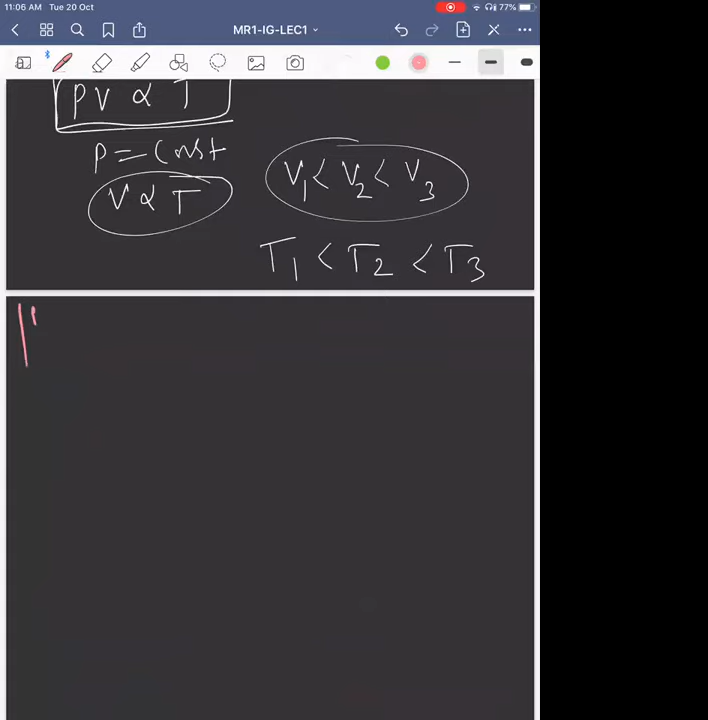 11:06 AM Tue 20 Oct 77%
MR1-IG-LEC1
PV ∝ T
P = Const
V ∝ T
V₁ < V₂ < V₃
T₁ < T₂ < T₃